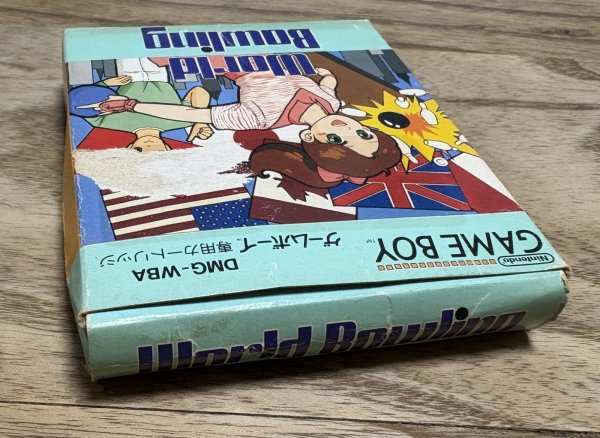 World
Bowling
Nintendo
GAME BOY™
ゲームボーイ専用カートリッジ
DMG-WBA
World Bowling